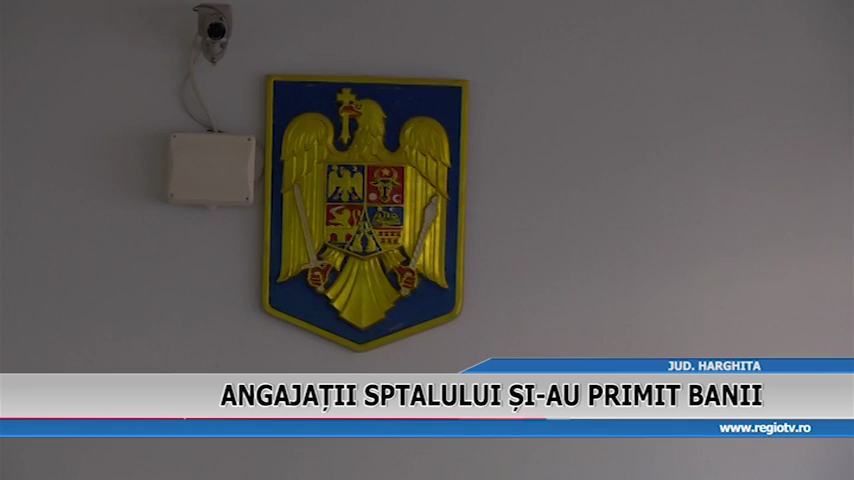 JUD. HARGHITA
ANGAJAȚII SPTALULUI ȘI-AU PRIMIT BANII
www.regiotv.ro